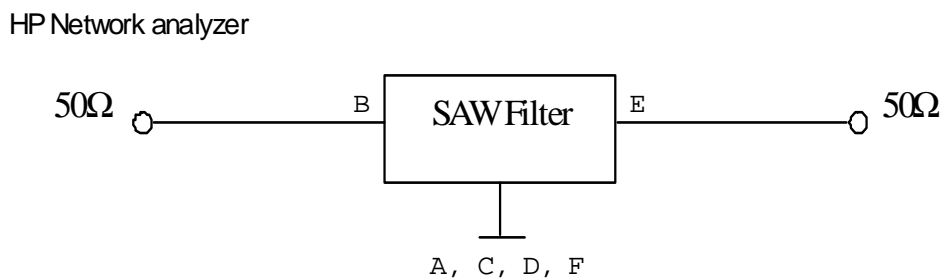 HP Network analyzer
50Ω B SAW Filter E 50Ω
A, C, D, F